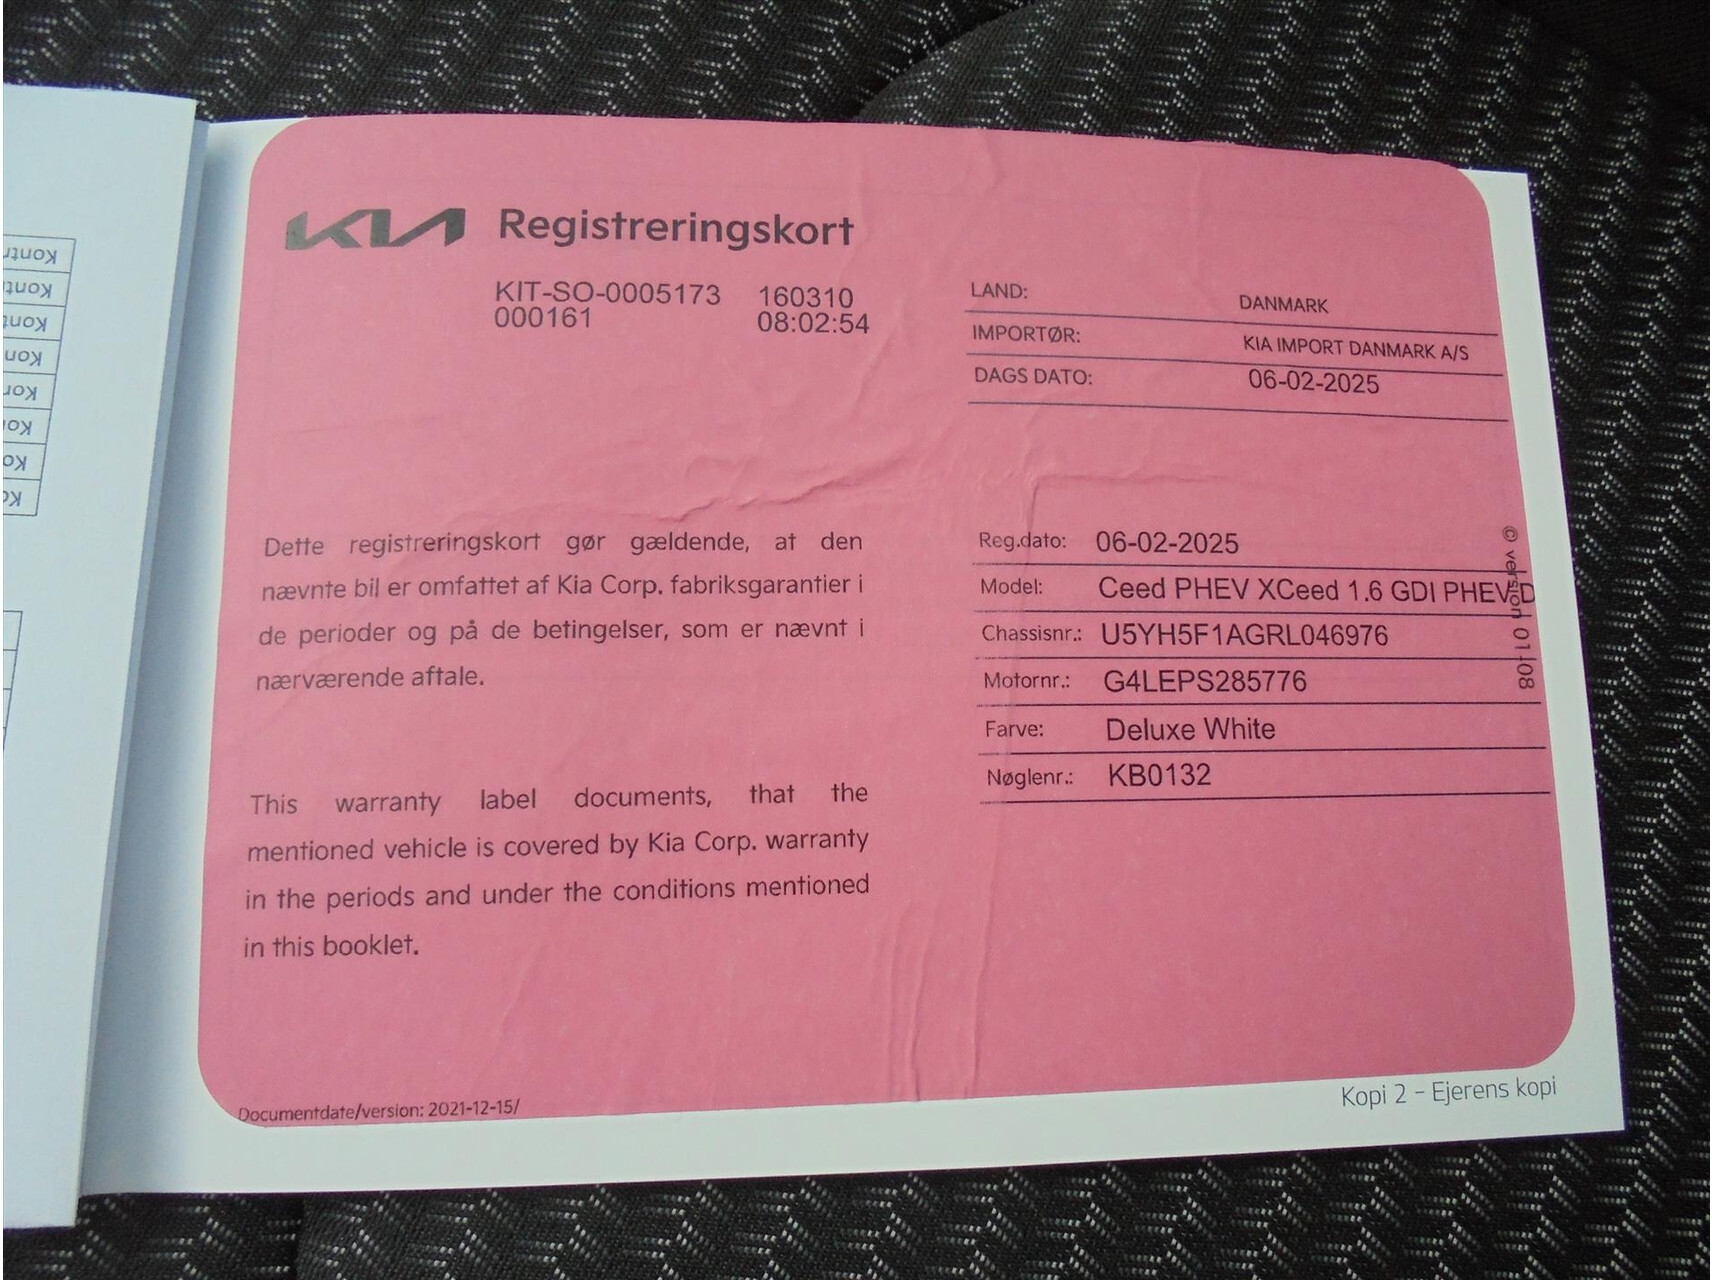 KIA Registreringskort
KIT-SO-0005173 160310
000161 08:02:54
LAND: DANMARK
IMPORTØR: KIA IMPORT DANMARK A/S
DAGS DATO: 06-02-2025
Dette registreringskort gør gældende, at den
nævnte bil er omfattet af Kia Corp. fabriksgarantier i
de perioder og på de betingelser, som er nævnt i
nærværende aftale.
This warranty label documents, that the
mentioned vehicle is covered by Kia Corp. warranty
in the periods and under the conditions mentioned
in this booklet.
Reg.dato: 06-02-2025
Model: Ceed PHEV XCeed 1.6 GDI PHEV D
Chassisnr.: U5YH5F1AGRL046976
Motornr.: G4LEPS285776
Farve: Deluxe White
Nøglenr.: KB0132
© version 01-08
Documentdate/version: 2021-12-15/
Kopi 2 - Ejerens kopi